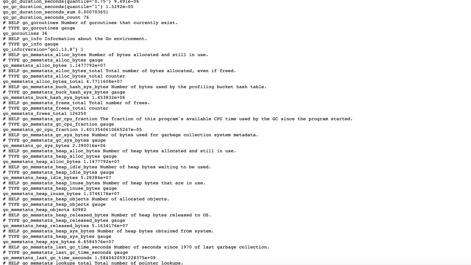 go_gc_duration_seconds{quantile="0.75"} 9.491e-06
go_gc_duration_seconds{quantile="1"} 1.5292e-05
go_gc_duration_seconds_sum 0.000703651
go_gc_duration_seconds_count 76
# HELP go_goroutines Number of goroutines that currently exist.
# TYPE go_goroutines gauge
go_goroutines 36
# HELP go_info Information about the Go environment.
# TYPE go_info gauge
go_info{version="go1.13.8"} 1
# HELP go_memstats_alloc_bytes Number of bytes allocated and still in use.
# TYPE go_memstats_alloc_bytes gauge
go_memstats_alloc_bytes 1.1477792e+07
# HELP go_memstats_alloc_bytes_total Total number of bytes allocated, even if freed.
# TYPE go_memstats_alloc_bytes_total counter
go_memstats_alloc_bytes_total 4.7711608e+07
# HELP go_memstats_buck_hash_sys_bytes Number of bytes used by the profiling bucket hash table.
# TYPE go_memstats_buck_hash_sys_bytes gauge
go_memstats_buck_hash_sys_bytes 1.453832e+06
# HELP go_memstats_frees_total Total number of frees.
# TYPE go_memstats_frees_total counter
go_memstats_frees_total 126250
# HELP go_memstats_gc_cpu_fraction The fraction of this program's available CPU time used by the GC since the program started.
# TYPE go_memstats_gc_cpu_fraction gauge
go_memstats_gc_cpu_fraction 1.4013540610645267e-05
# HELP go_memstats_gc_sys_bytes Number of bytes used for garbage collection system metadata.
# TYPE go_memstats_gc_sys_bytes gauge
go_memstats_gc_sys_bytes 2.390016e+06
# HELP go_memstats_heap_alloc_bytes Number of heap bytes allocated and still in use.
# TYPE go_memstats_heap_alloc_bytes gauge
go_memstats_heap_alloc_bytes 1.1477792e+07
# HELP go_memstats_heap_idle_bytes Number of heap bytes waiting to be used.
# TYPE go_memstats_heap_idle_bytes gauge
go_memstats_heap_idle_bytes 5.28384e+07
# HELP go_memstats_heap_inuse_bytes Number of heap bytes that are in use.
# TYPE go_memstats_heap_inuse_bytes gauge
go_memstats_heap_inuse_bytes 1.3746176e+07
# HELP go_memstats_heap_objects Number of allocated objects.
# TYPE go_memstats_heap_objects gauge
go_memstats_heap_objects 60982
# HELP go_memstats_heap_released_bytes Number of heap bytes released to OS.
# TYPE go_memstats_heap_released_bytes gauge
go_memstats_heap_released_bytes 5.1634176e+07
# HELP go_memstats_heap_sys_bytes Number of heap bytes obtained from system.
# TYPE go_memstats_heap_sys_bytes gauge
go_memstats_heap_sys_bytes 6.6584576e+07
# HELP go_memstats_last_gc_time_seconds Number of seconds since 1970 of last garbage collection.
# TYPE go_memstats_last_gc_time_seconds gauge
go_memstats_last_gc_time_seconds 1.5840620591228375e+09
# HELP go_memstats_lookups_total Total number of pointer lookups.